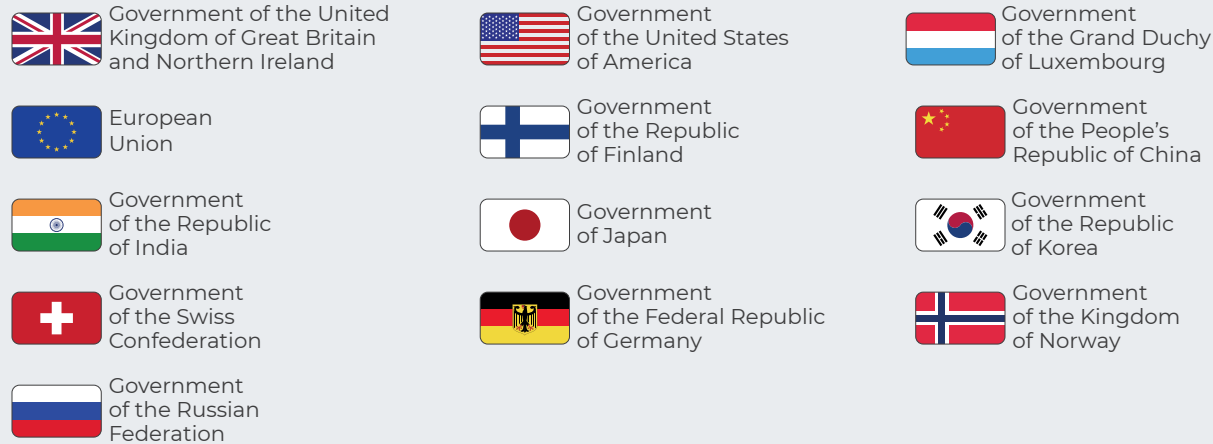 Government of the United
Kingdom of Great Britain
and Northern Ireland
Government
of the United States
of America
Government
of the Grand Duchy
of Luxembourg
European
Union
Government
of the Republic
of Finland
Government
of the People's
Republic of China
Government
of the Republic
of India
Government
of Japan
Government
of the Republic
of Korea
Government
of the Swiss
Confederation
Government
of the Federal Republic
of Germany
Government
of the Kingdom
of Norway
Government
of the Russian
Federation